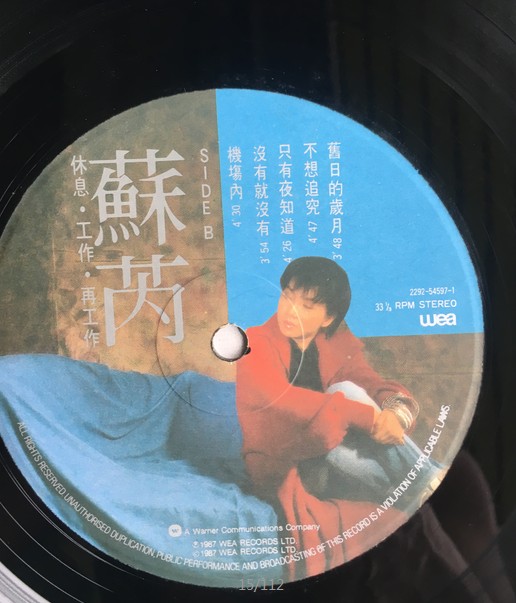 蘇芮
休息・工作・再工作
SIDE B
舊日的歲月 3'48
不想追究 4'47
只有夜知道 4'26
沒有就沒有 3'54
機場內 4'30
2292-54597-1
33 ⅓ RPM STEREO
wea
w A Warner Communications Company
℗ 1987 WEA RECORDS LTD.
© 1987 WEA RECORDS LTD.
ALL RIGHTS RESERVED. UNAUTHORISED DUPLICATION, PUBLIC PERFORMANCE AND BROADCASTING OF THIS RECORD IS A VIOLATION OF APPLICABLE LAWS
15/112